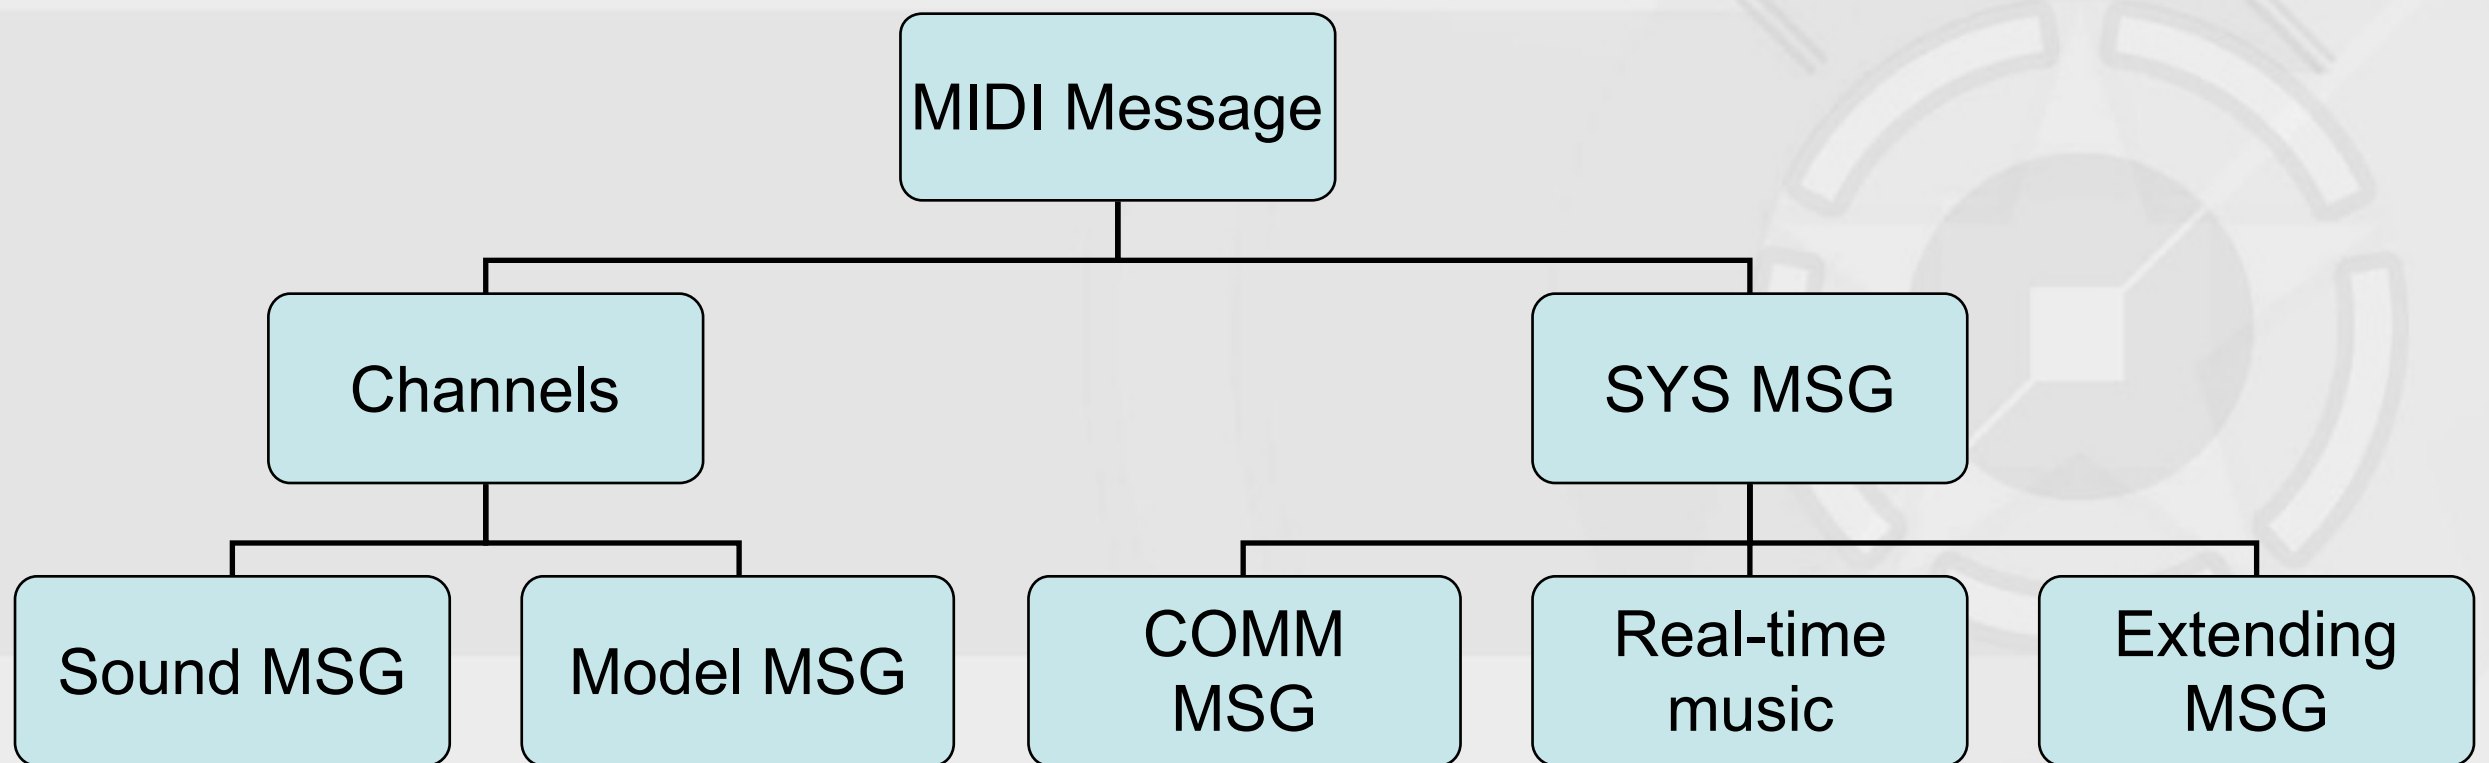 MIDI Message
Channels
SYS MSG
Sound MSG
Model MSG
COMM
MSG
Real-time
music
Extending
MSG